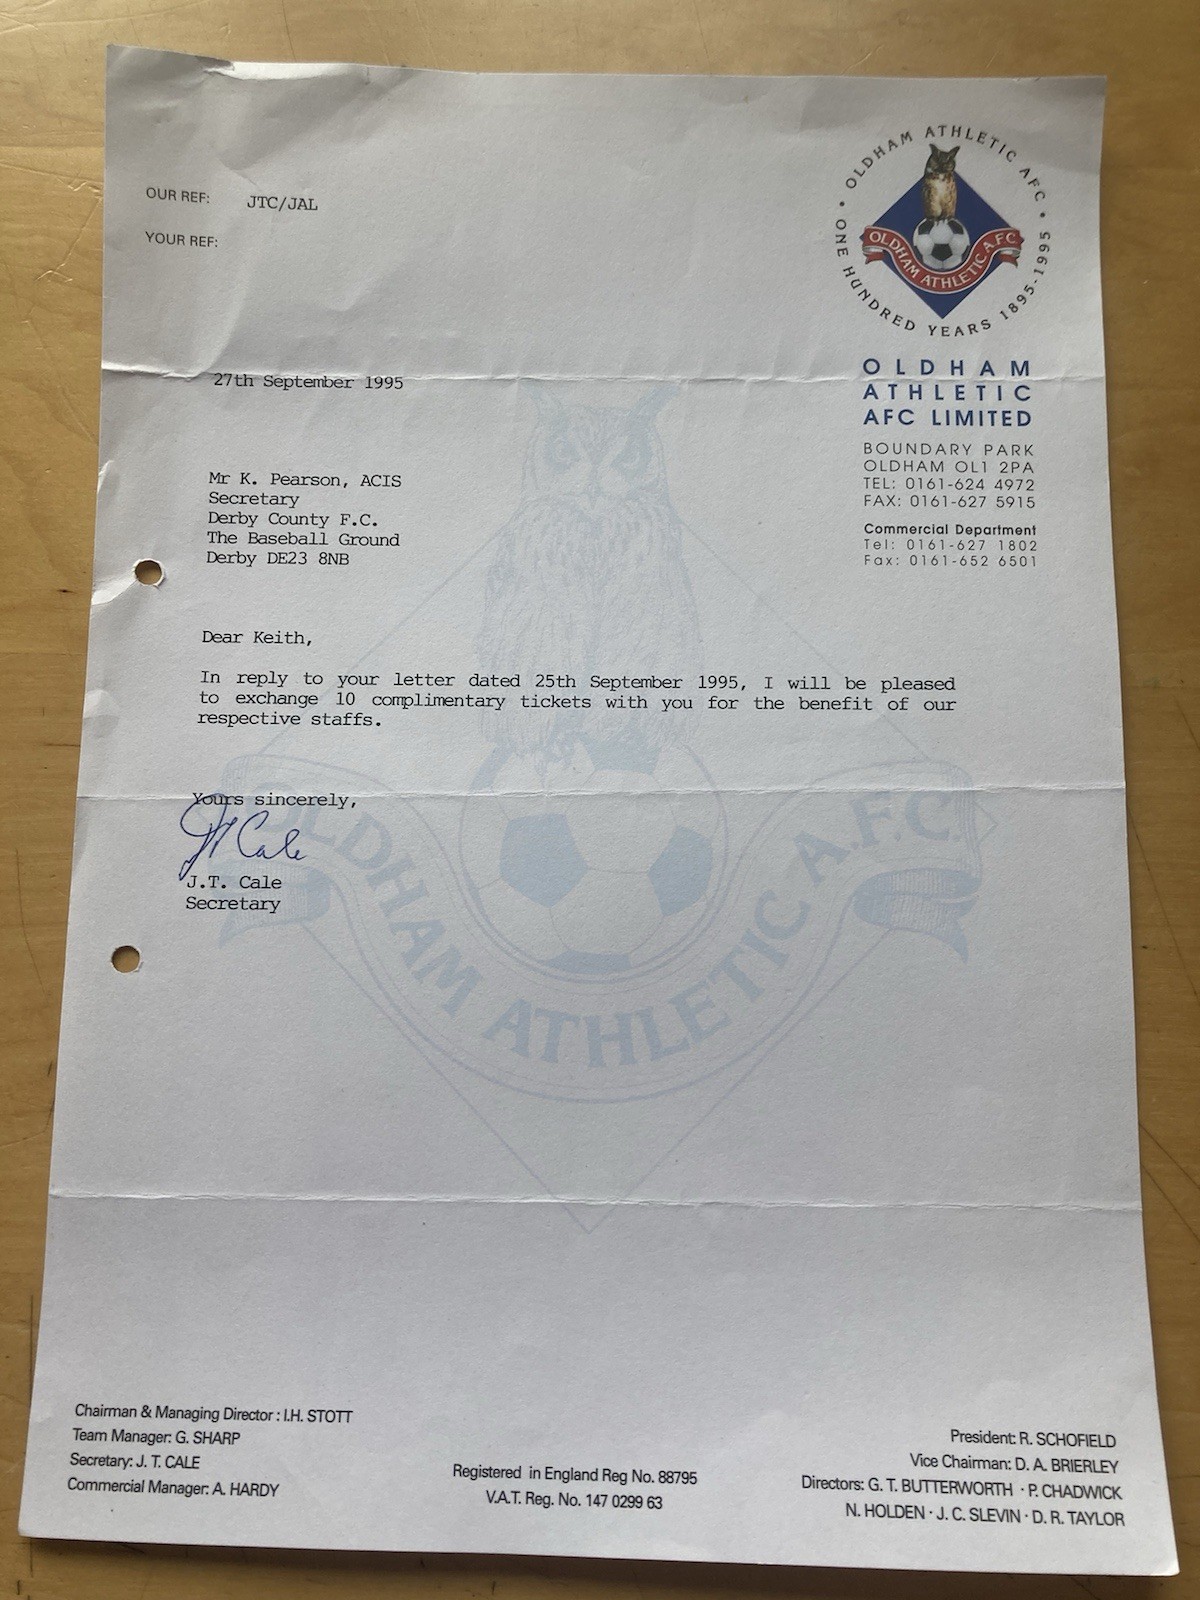 OUR REF: JTC/JAL
YOUR REF:
OLDHAM ATHLETIC AFC • ONE HUNDRED YEARS 1895-1995 •
OLDHAM ATHLETIC A.F.C.
OLDHAM
ATHLETIC
AFC LIMITED
BOUNDARY PARK
OLDHAM OL1 2PA
TEL: 0161-624 4972
FAX: 0161-627 5915
Commercial Department
Tel: 0161-627 1802
Fax: 0161-652 6501
27th September 1995
Mr K. Pearson, ACIS
Secretary
Derby County F.C.
The Baseball Ground
Derby DE23 8NB
Dear Keith,
In reply to your letter dated 25th September 1995, I will be pleased
to exchange 10 complimentary tickets with you for the benefit of our
respective staffs.
Yours sincerely,
JT Cale
J.T. Cale
Secretary
OLDHAM ATHLETIC A.F.C.
Chairman & Managing Director : I.H. STOTT
Team Manager: G. SHARP
Secretary: J. T. CALE
Commercial Manager: A. HARDY
Registered in England Reg No. 88795
V.A.T. Reg. No. 147 0299 63
President: R. SCHOFIELD
Vice Chairman: D. A. BRIERLEY
Directors: G. T. BUTTERWORTH · P. CHADWICK
N. HOLDEN · J. C. SLEVIN · D. R. TAYLOR